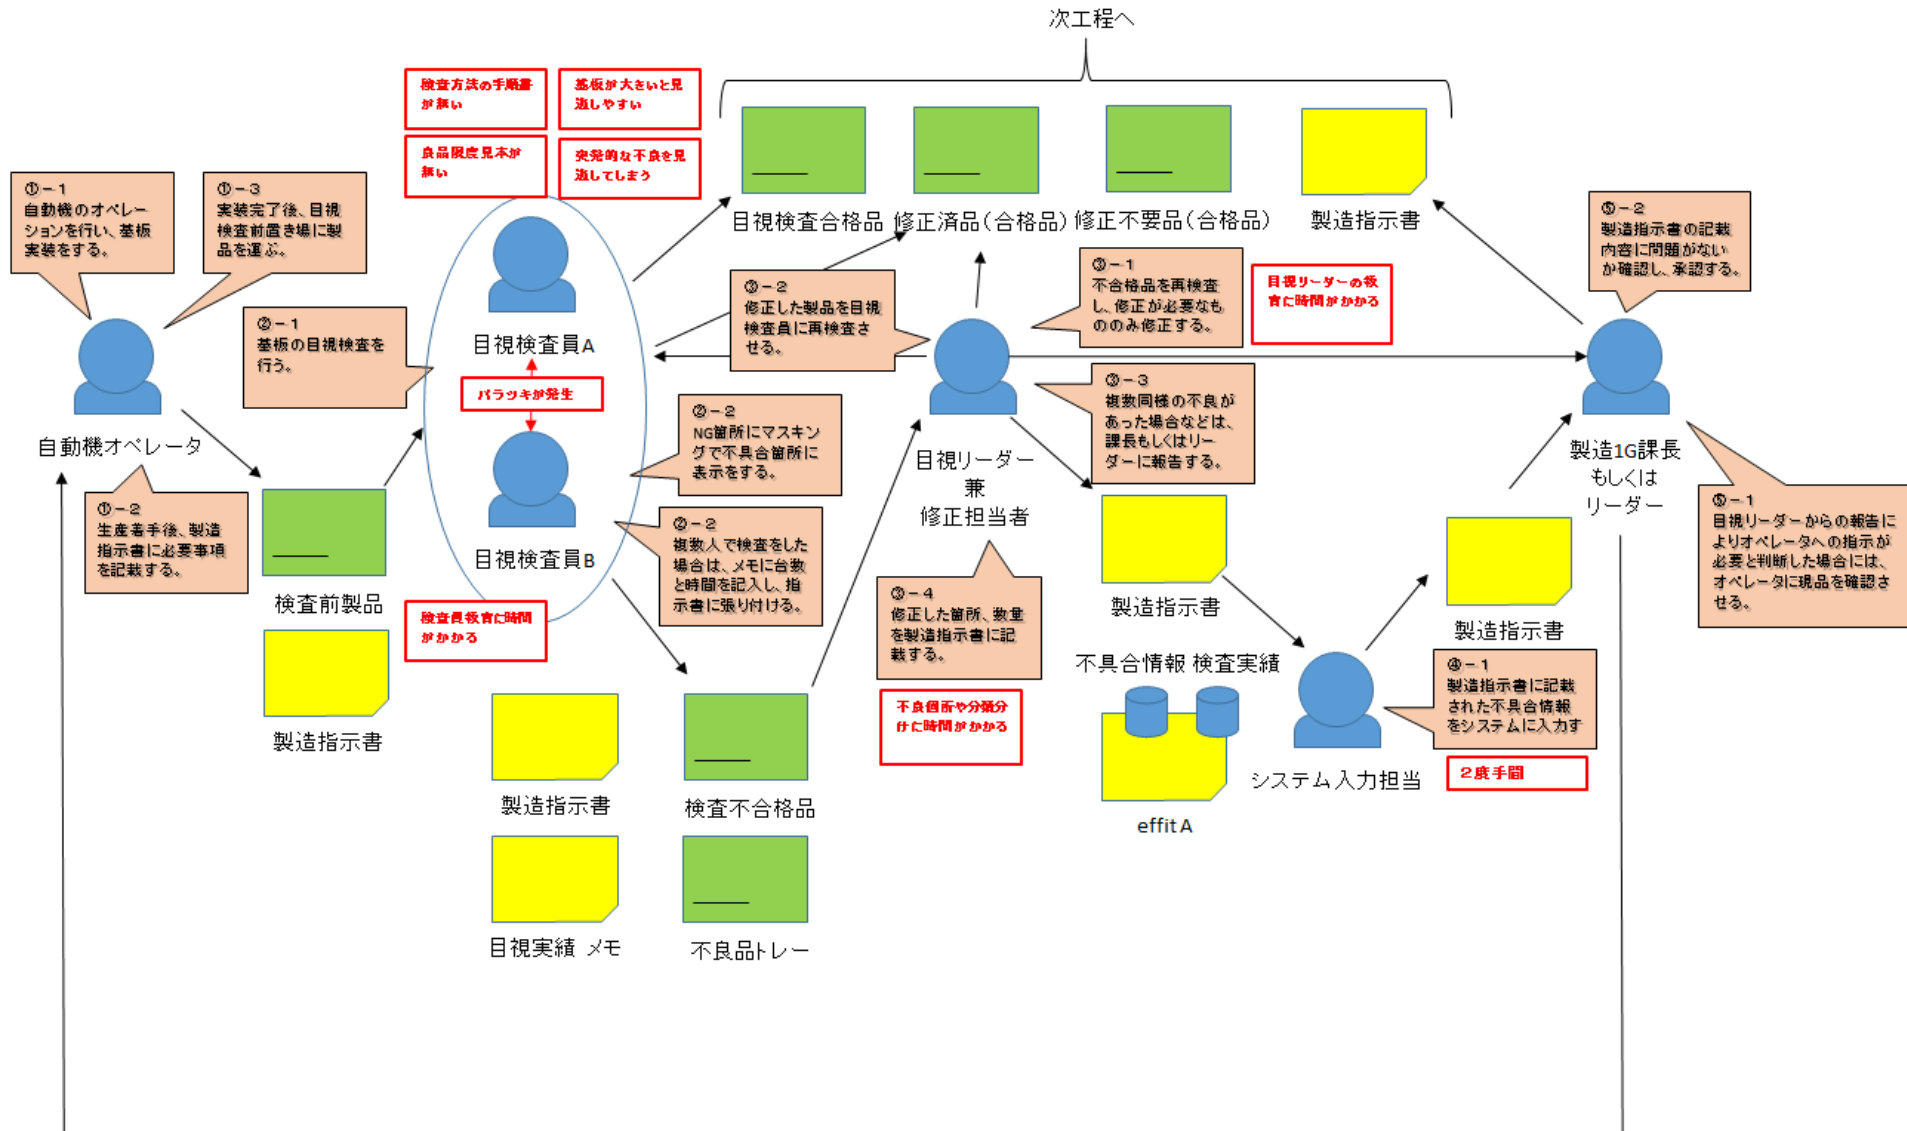 次工程へ
検査方法の手順書
が無い
基板が大きいと見
逃しやすい
良品限度見本が
無い
突発的な不良を見
逃してしまう
①－1
自動機のオペレー
ションを行い、基板
実装をする。
①－3
実装完了後、目視
検査前置き場に製
品を運ぶ。
目視検査合格品
修正済品(合格品)
修正不要品(合格品)
製造指示書
⑤－2
製造指示書の記載
内容に問題がない
か確認し、承認する。
②－1
基板の目視検査を
行う。
目視検査員A
バラツキが発生
目視検査員B
③－2
修正した製品を目視
検査員に再検査さ
せる。
③－1
不合格品を再検査
し、修正が必要なも
ののみ修正する。
目視リーダーの教
育に時間がかかる
自動機オペレータ
①－2
生産着手後、製造
指示書に必要事項
を記載する。
検査前製品
製造指示書
②－2
NG箇所にマスキン
グで不具合箇所に
表示をする。
②－2
複数人で検査をした
場合は、メモに台数
と時間を記入し、指
示書に張り付ける。
検査員教育に時間
がかかる
目視リーダー
兼
修正担当者
③－3
複数同様の不良が
あった場合などは、
課長もしくはリー
ダーに報告する。
製造1G課長
もしくは
リーダー
⑤－1
目視リーダーからの報告に
よりオペレータへの指示が
必要と判断した場合には、
オペレータに現品を確認さ
せる。
③－4
修正した箇所、数量
を製造指示書に記
載する。
不良個所や分類分
けに時間がかかる
製造指示書
製造指示書
不具合情報 検査実績
effit A
システム入力担当
④－1
製造指示書に記載
された不具合情報
をシステムに入力す
２度手間
製造指示書
検査不合格品
目視実績 メモ
不良品トレー